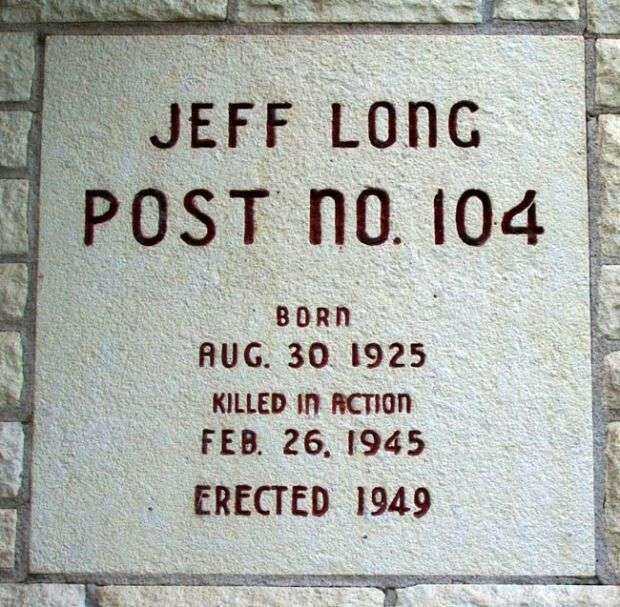 JEFF LONG
POST NO. 104
BORN
AUG. 30 1925
KILLED IN ACTION
FEB. 26, 1945
ERECTED 1949